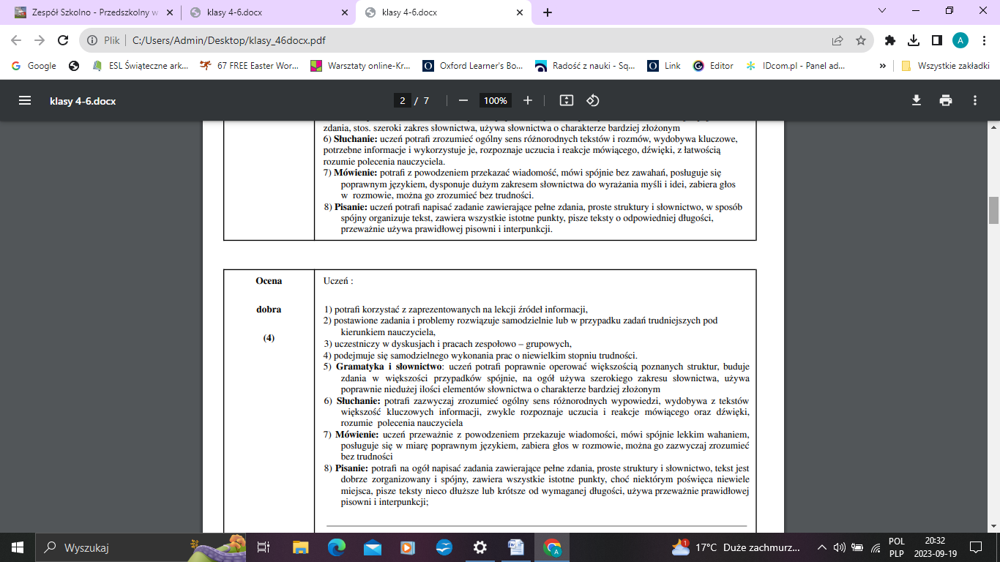 Zespół Szkolno - Przedszkolny w
klasy 4-6.docx
klasy 4-6.docx
Plik
C:/Users/Admin/Desktop/klasy_46docx.pdf
A
Google
ESL Świąteczne ark...
67 FREE Easter Wor...
Warsztaty online-Kr...
Oxford Learner's Bo...
Radość z nauki - Sq...
Link
Editor
IDcom.pl - Panel ad...
»
Wszystkie zakładki
klasy 4-6.docx
2 / 7
100%
zdania, stos. szeroki zakres słownictwa, używa słownictwa o charakterze bardziej złożonym
6) Słuchanie: uczeń potrafi zrozumieć ogólny sens różnorodnych tekstów i rozmów, wydobywa kluczowe,
potrzebne informacje i wykorzystuje je, rozpoznaje uczucia i reakcje mówiącego, dźwięki, z łatwością
rozumie polecenia nauczyciela.
7) Mówienie: potrafi z powodzeniem przekazać wiadomość, mówi spójnie bez zawahań, posługuje się
poprawnym językiem, dysponuje dużym zakresem słownictwa do wyrażania myśli i idei, zabiera głos
w rozmowie, można go zrozumieć bez trudności.
8) Pisanie: uczeń potrafi napisać zadanie zawierające pełne zdania, proste struktury i słownictwo, w sposób
spójny organizuje tekst, zawiera wszystkie istotne punkty, pisze teksty o odpowiedniej długości,
przeważnie używa prawidłowej pisowni i interpunkcji.
Ocena
dobra
(4)
Uczeń :
1) potrafi korzystać z zaprezentowanych na lekcji źródeł informacji,
2) postawione zadania i problemy rozwiązuje samodzielnie lub w przypadku zadań trudniejszych pod
kierunkiem nauczyciela,
3) uczestniczy w dyskusjach i pracach zespołowo – grupowych,
4) podejmuje się samodzielnego wykonania prac o niewielkim stopniu trudności.
5) Gramatyka i słownictwo: uczeń potrafi poprawnie operować większością poznanych struktur, buduje
zdania w większości przypadków spójnie, na ogół używa szerokiego zakresu słownictwa, używa
poprawnie niedużej ilości elementów słownictwa o charakterze bardziej złożonym
6) Słuchanie: potrafi zazwyczaj zrozumieć ogólny sens różnorodnych wypowiedzi, wydobywa z tekstów
większość kluczowych informacji, zwykle rozpoznaje uczucia i reakcje mówiącego oraz dźwięki,
rozumie polecenia nauczyciela
7) Mówienie: uczeń przeważnie z powodzeniem przekazuje wiadomości, mówi spójnie lekkim wahaniem,
posługuje się w miarę poprawnym językiem, zabiera głos w rozmowie, można go zazwyczaj zrozumieć
bez trudności
8) Pisanie: potrafi na ogół napisać zadania zawierające pełne zdania, proste struktury i słownictwo, tekst jest
dobrze zorganizowany i spójny, zawiera wszystkie istotne punkty, choć niektórym poświęca niewiele
miejsca, pisze teksty nieco dłuższe lub krótsze od wymaganej długości, używa przeważnie prawidłowej
pisowni i interpunkcji;
Wyszukaj
1
17°C Duże zachmurz...
POL
PLP
20:32
2023-09-19